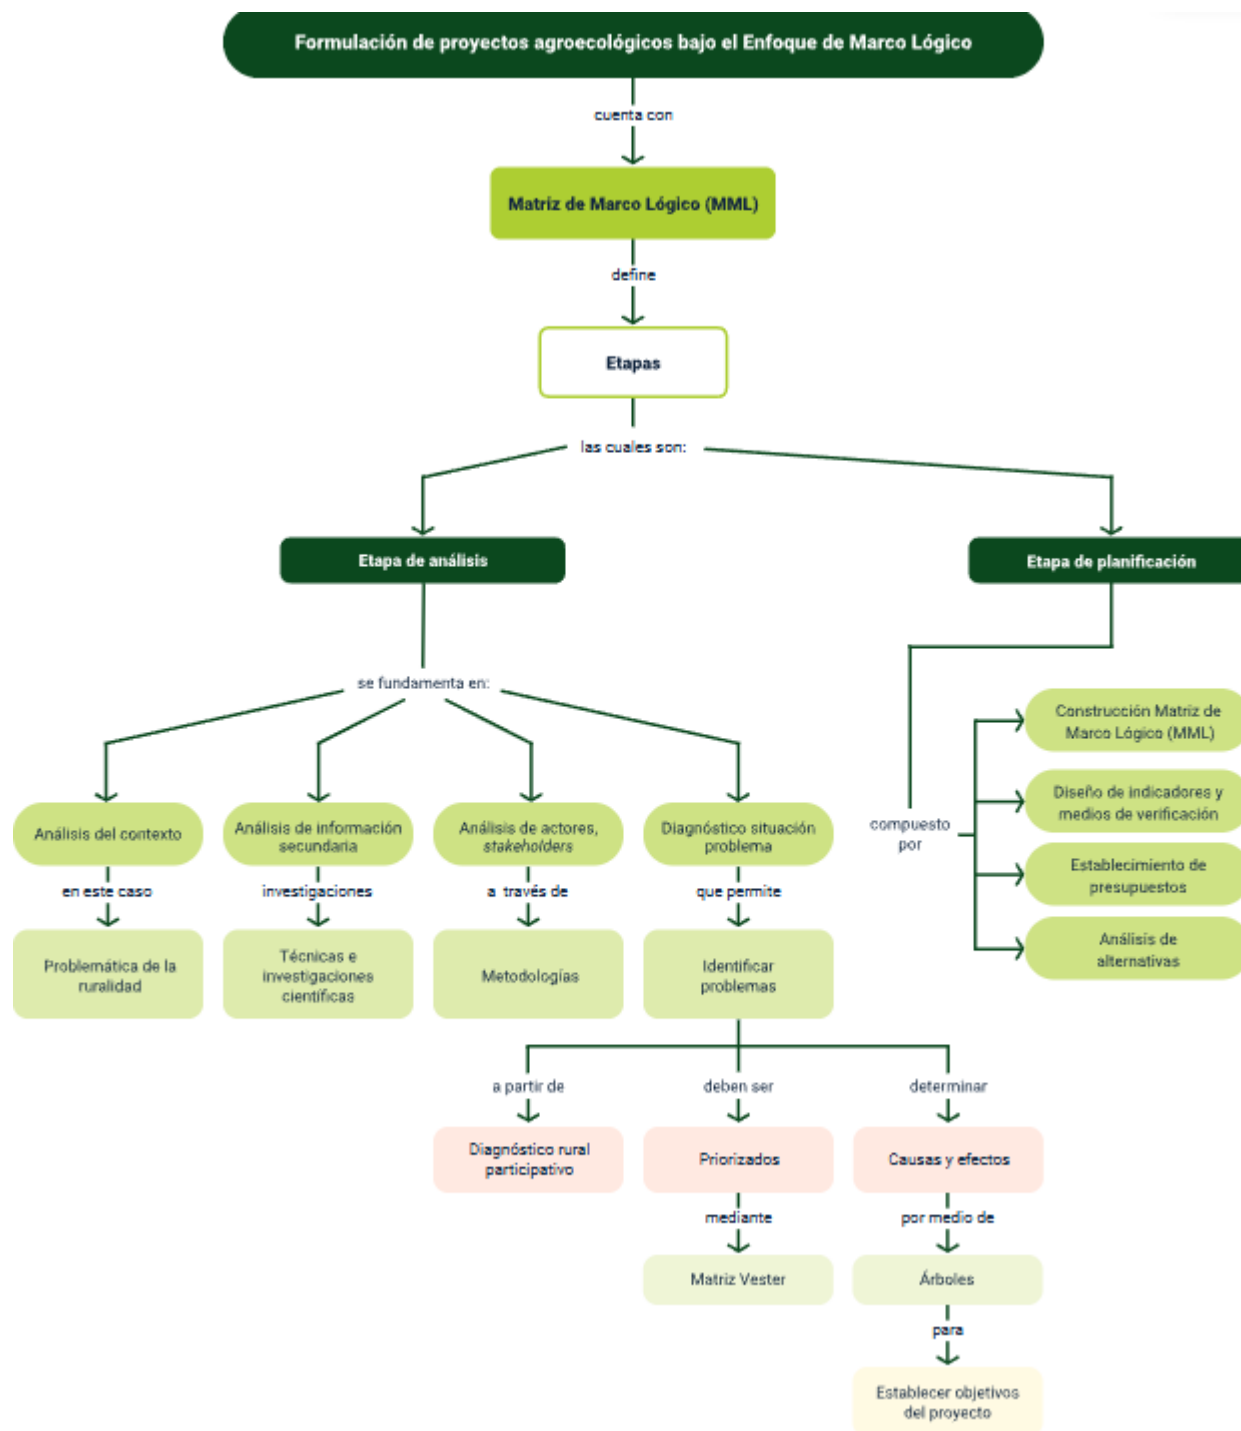 Formulación de proyectos agroecológicos bajo el Enfoque de Marco Lógico
cuenta con
Matriz de Marco Lógico (MML)
define
Etapas
las cuales son:
Etapa de análisis
Etapa de planificación
se fundamenta en:
Análisis del contexto
en este caso
Problemática de la
ruralidad
Análisis de información
secundaria
investigaciones
Técnicas e
investigaciones
científicas
Análisis de actores,
stakeholders
a través de
Metodologías
Diagnóstico situación
problema
que permite
Identificar
problemas
a partir de
Diagnóstico rural
participativo
deben ser
Priorizados
mediante
Matriz Vester
determinar
Causas y efectos
por medio de
Árboles
para
Establecer objetivos
del proyecto
compuesto
por
Construcción Matriz de
Marco Lógico (MML)
Diseño de indicadores y
medios de verificación
Establecimiento de
presupuestos
Análisis de
alternativas